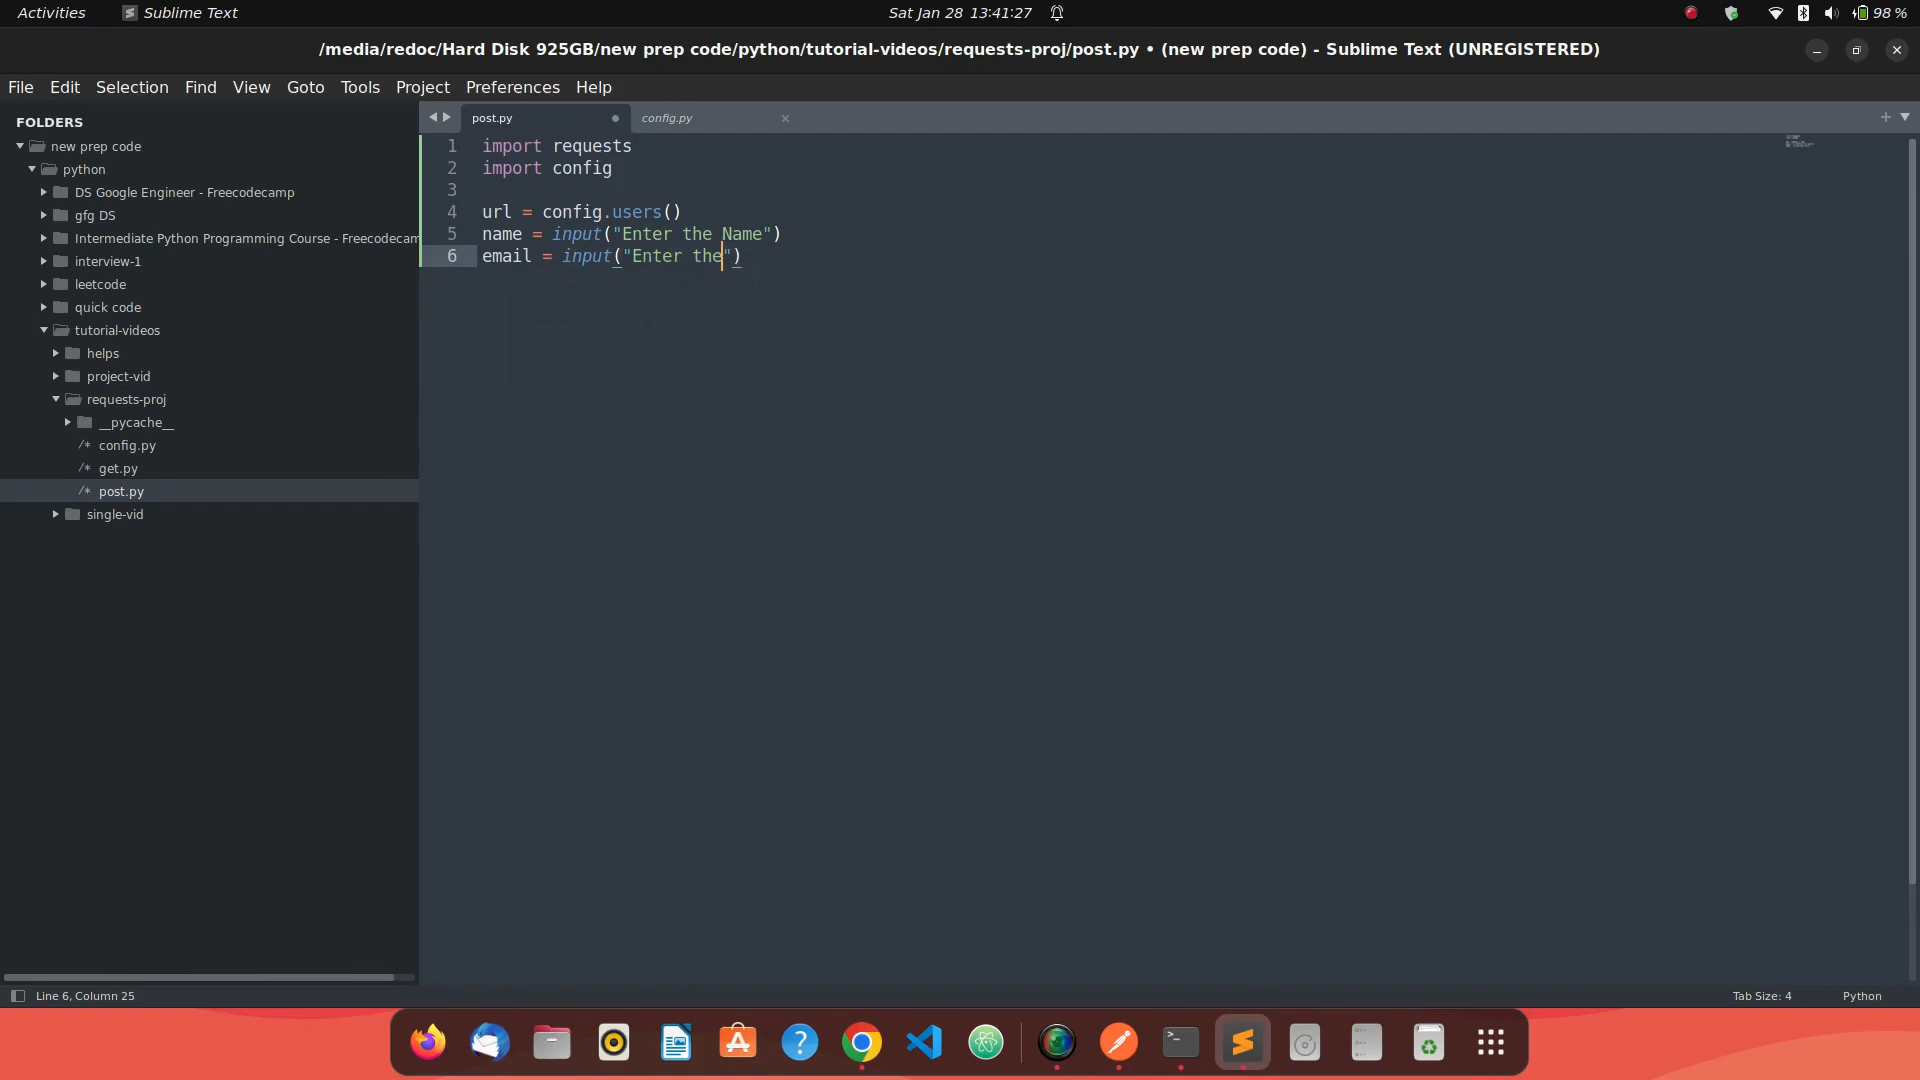 Activities
Sublime Text
Sat Jan 28 13:41:27
98 %
/media/redoc/Hard Disk 925GB/new prep code/python/tutorial-videos/requests-proj/post.py • (new prep code) - Sublime Text (UNREGISTERED)
File Edit Selection Find View Goto Tools Project Preferences Help
FOLDERS
new prep code
python
DS Google Engineer - Freecodecamp
gfg DS
Intermediate Python Programming Course - Freecodecam
interview-1
leetcode
quick code
tutorial-videos
helps
project-vid
requests-proj
__pycache__
/* config.py
/* get.py
/* post.py
single-vid
post.py
config.py
1 import requests
2 import config
3
4 url = config.users()
5 name = input("Enter the Name")
6 email = input("Enter the")
Line 6, Column 25
Tab Size: 4
Python